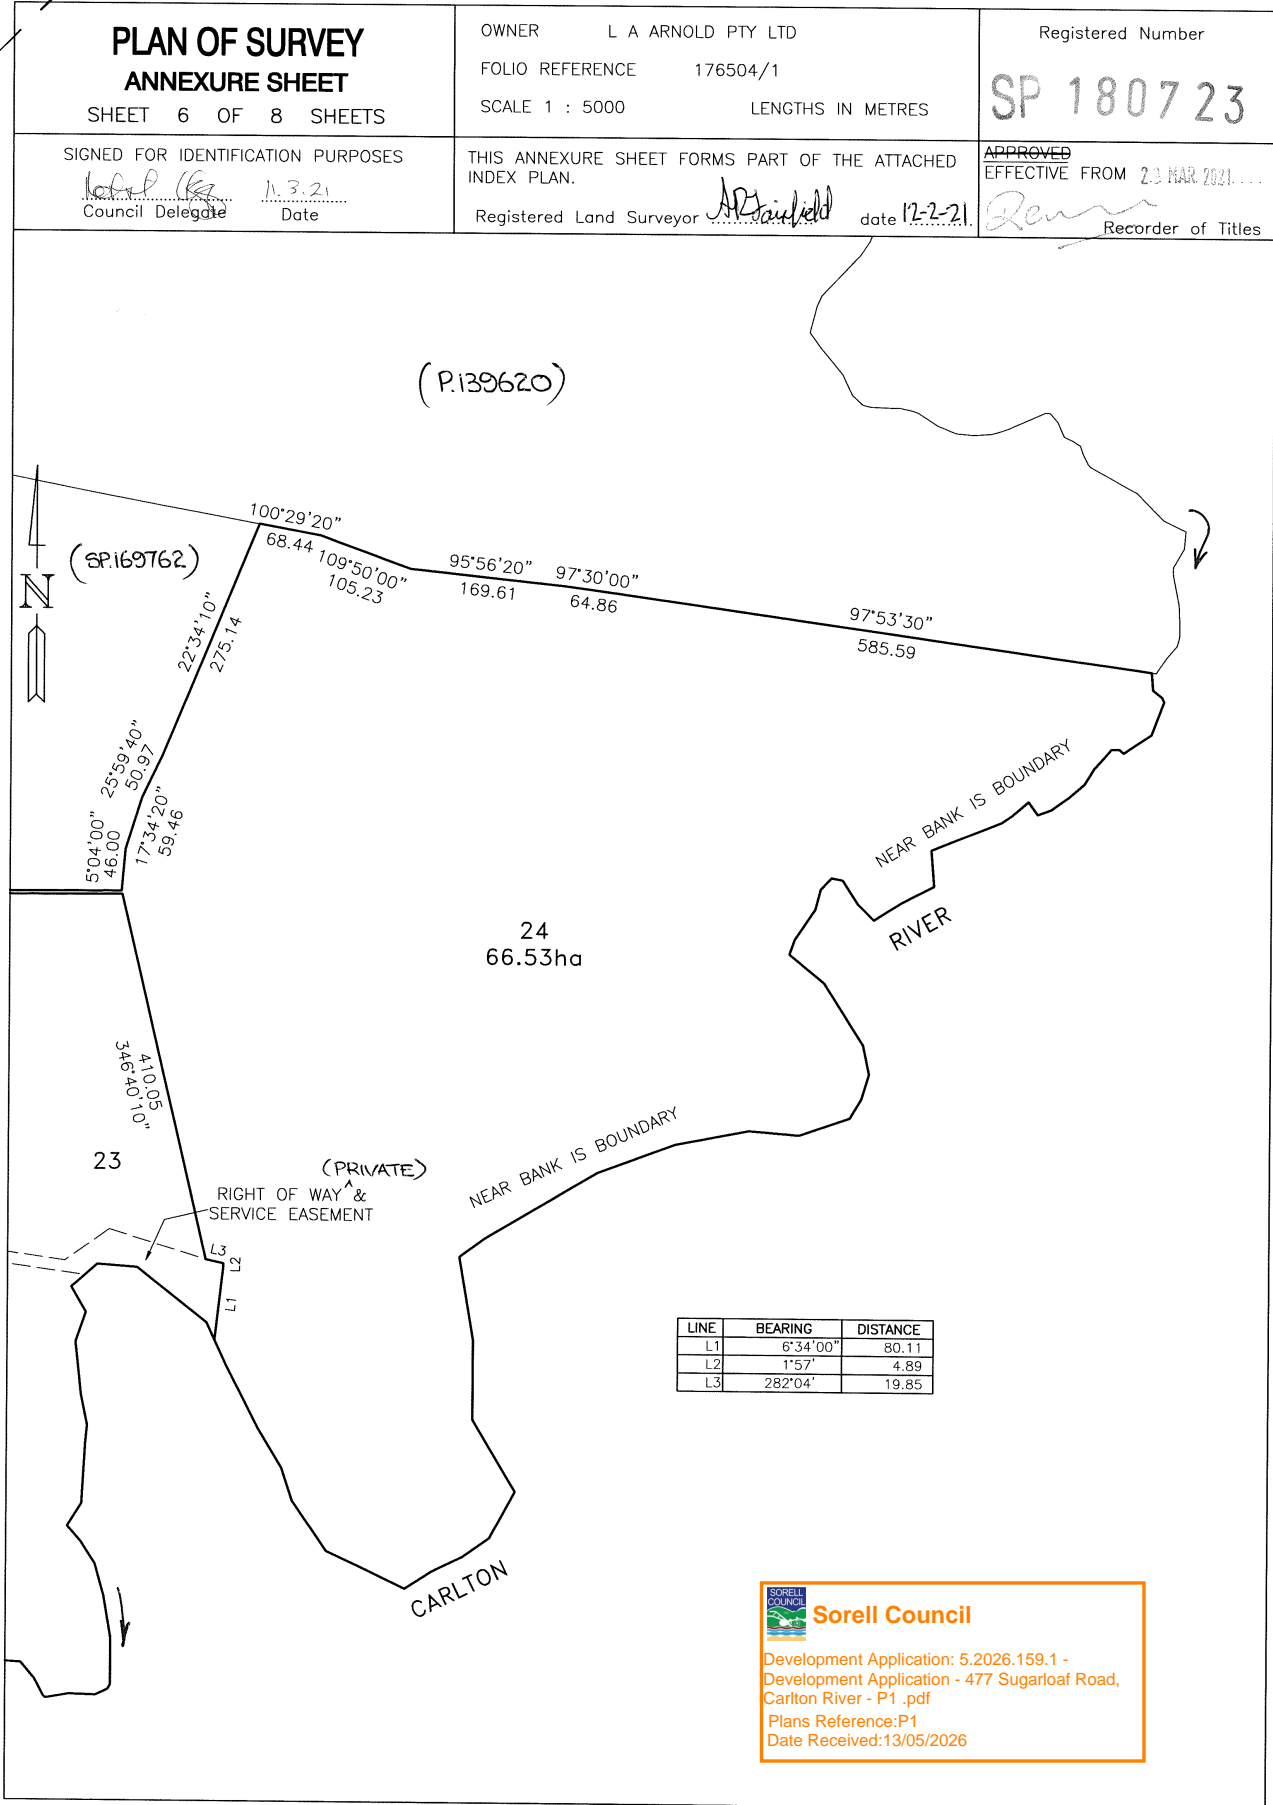 PLAN OF SURVEY
ANNEXURE SHEET
SHEET 6 OF 8 SHEETS
OWNER L A ARNOLD PTY LTD
FOLIO REFERENCE 176504/1
SCALE 1 : 5000 LENGTHS IN METRES
Registered Number
SP 180723
SIGNED FOR IDENTIFICATION PURPOSES
11.3.21
Council Delegate Date
THIS ANNEXURE SHEET FORMS PART OF THE ATTACHED
INDEX PLAN.
Registered Land Surveyor date 12-2-21
APPROVED
EFFECTIVE FROM MAR 2021
Recorder of Titles
(P.139620)
(SP.169762)
N
100°29'20"
68.44
109°50'00"
105.23
95°56'20"
169.61
97°30'00"
64.86
97°53'30"
585.59
22°34'10"
275.14
25°59'40"
50.97
17°34'20"
59.46
5°04'00"
46.00
NEAR BANK IS BOUNDARY
RIVER
24
66.53ha
410.05
346°40'10"
23
(PRIVATE)
RIGHT OF WAY ^ &
SERVICE EASEMENT
NEAR BANK IS BOUNDARY
L3
L2
L1
LINE BEARING DISTANCE
L1 6°34'00" 80.11
L2 1°57' 4.89
L3 282°04' 19.85
CARLTON
SORELL
COUNCIL
Sorell Council
Development Application: 5.2026.159.1 -
Development Application - 477 Sugarloaf Road,
Carlton River - P1 .pdf
Plans Reference:P1
Date Received:13/05/2026